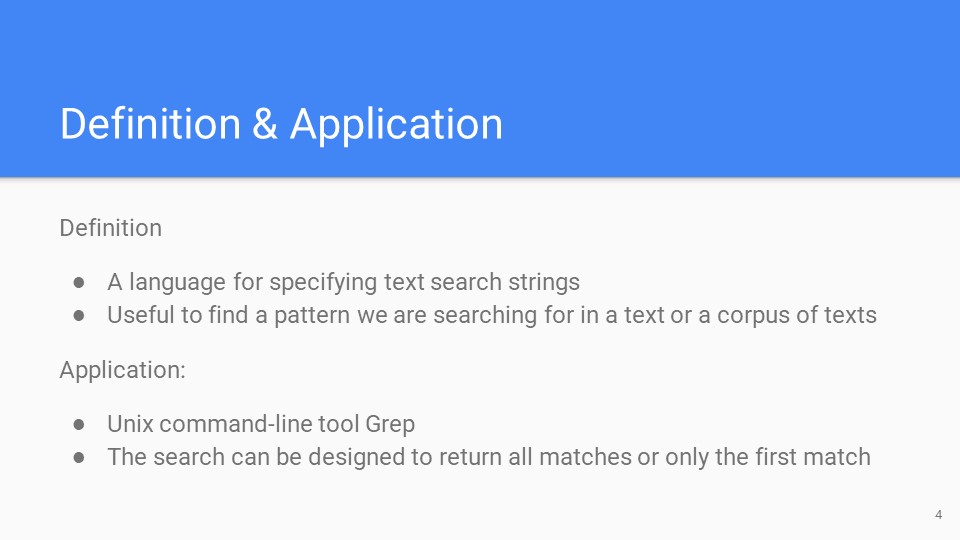 Definition & Application
Definition
● A language for specifying text search strings
● Useful to find a pattern we are searching for in a text or a corpus of texts
Application:
● Unix command-line tool Grep
● The search can be designed to return all matches or only the first match
4